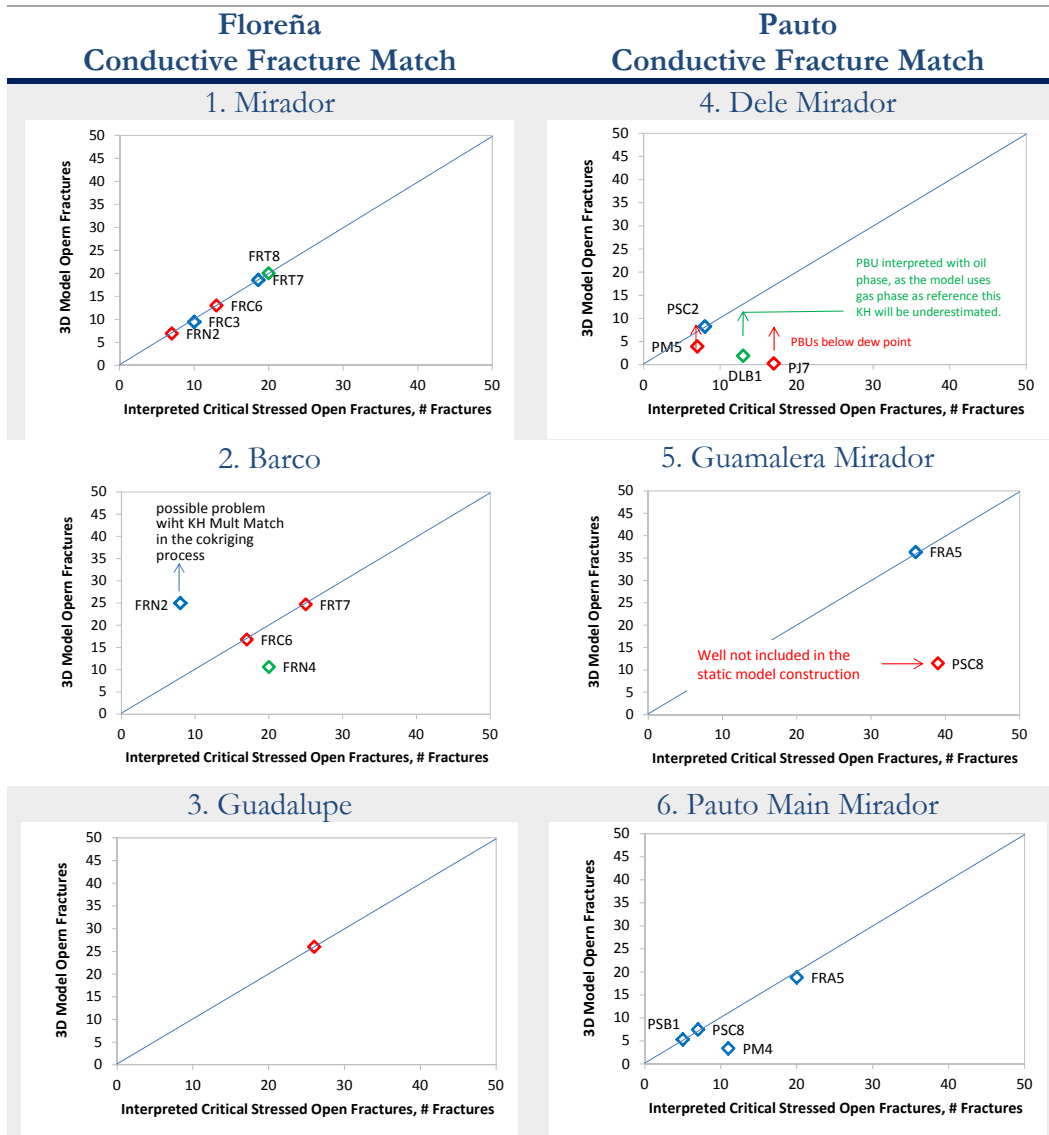 Floreña
Conductive Fracture Match
Pauto
Conductive Fracture Match
1. Mirador
50
45
40
35
30
25
20
15
10
5
0
3D Model Opern Fractures
FRT8
FRT7
FRC6
FRC3
FRN2
0
10
20
30
40
50
Interpreted Critical Stressed Open Fractures, # Fractures
4. Dele Mirador
50
45
40
35
30
25
20
15
10
5
0
3D Model Opern Fractures
PBU interpreted with oil
phase, as the model uses
gas phase as reference this
KH will be underestimated.
PSC2
PM5
PBUs below dew point
DLB1
PJ7
0
10
20
30
40
50
Interpreted Critical Stressed Open Fractures, # Fractures
2. Barco
50
45
40
35
30
25
20
15
10
5
0
3D Model Opern Fractures
possible problem
wiht KH Mult Match
in the cokriging
process
FRN2
FRT7
FRC6
FRN4
0
10
20
30
40
50
Interpreted Critical Stressed Open Fractures, # Fractures
5. Guamalera Mirador
50
45
40
35
30
25
20
15
10
5
0
3D Model Opern Fractures
FRA5
Well not included in the
static model construction
PSC8
0
10
20
30
40
50
Interpreted Critical Stressed Open Fractures, # Fractures
3. Guadalupe
50
45
40
35
30
25
20
15
10
5
0
3D Model Opern Fractures
0
10
20
30
40
50
Interpreted Critical Stressed Open Fractures, # Fractures
6. Pauto Main Mirador
50
45
40
35
30
25
20
15
10
5
0
3D Model Opern Fractures
FRA5
PSB1
PSC8
PM4
0
10
20
30
40
50
Interpreted Critical Stressed Open Fractures, # Fractures